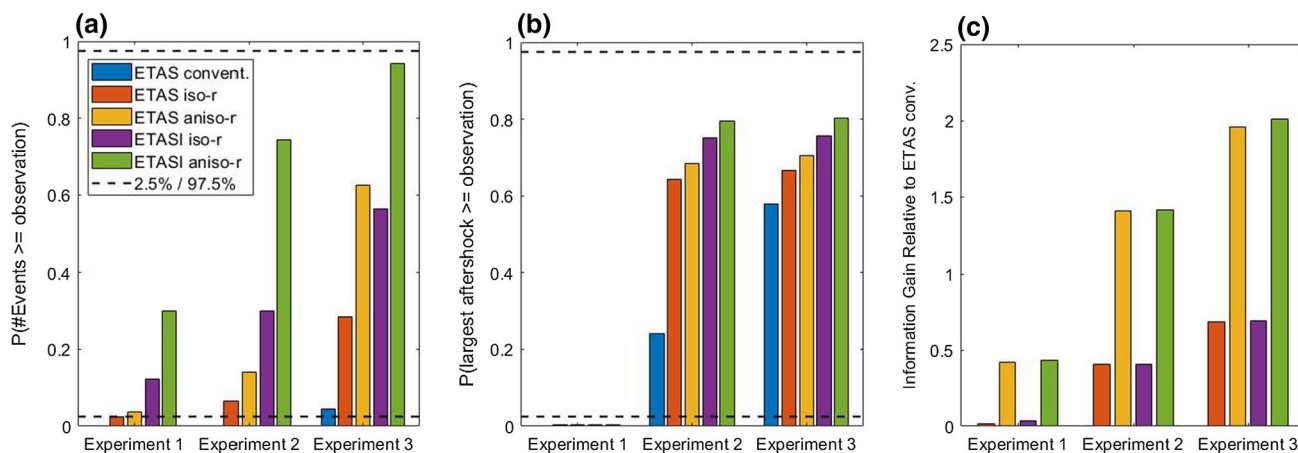 (a)
P(#Events >= observation)
1
0.8
0.6
0.4
0.2
0
ETAS convent.
ETAS iso-r
ETAS aniso-r
ETASI iso-r
ETASI aniso-r
2.5% / 97.5%
Experiment 1 Experiment 2 Experiment 3
(b)
P(largest aftershock >= observation)
1
0.8
0.6
0.4
0.2
0
Experiment 1 Experiment 2 Experiment 3
(c)
Information Gain Relative to ETAS conv.
2.5
2
1.5
1
0.5
0
Experiment 1 Experiment 2 Experiment 3